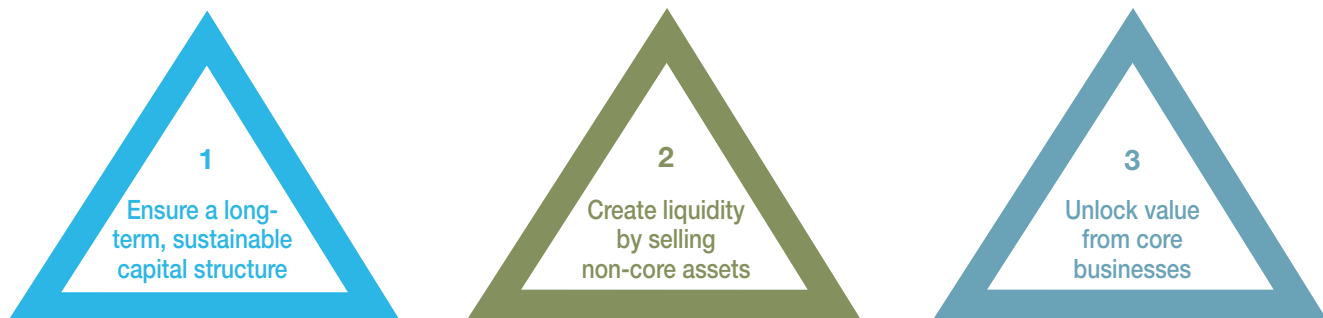 1
Ensure a long-
term, sustainable
capital structure
2
Create liquidity
by selling
non-core assets
3
Unlock value
from core
businesses